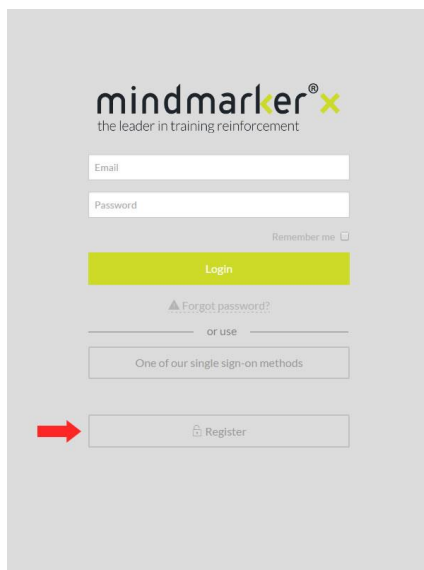 mindmarker®x
the leader in training reinforcement
Email
Password
Remember me
Login
Forgot password?
or use
One of our single sign-on methods
Register